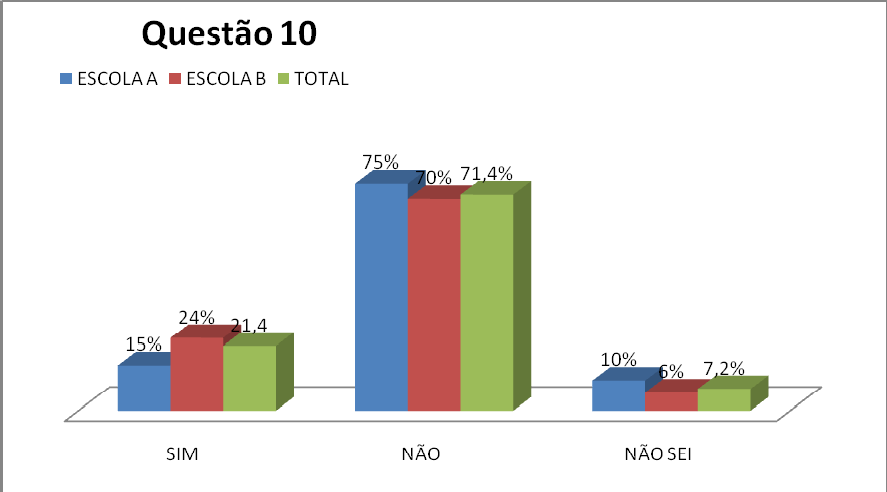 Questão 10
ESCOLA A ESCOLA B TOTAL
15% 24% 21,4
75% 70% 71,4%
10% 6% 7,2%
SIM NÃO NÃO SEI